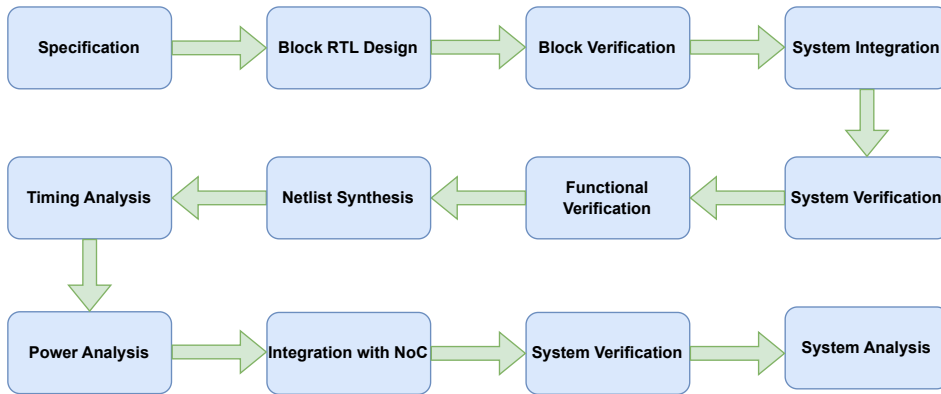 Specification
Block RTL Design
Block Verification
System Integration
Timing Analysis
Netlist Synthesis
Functional
Verification
System Verification
Power Analysis
Integration with NoC
System Verification
System Analysis